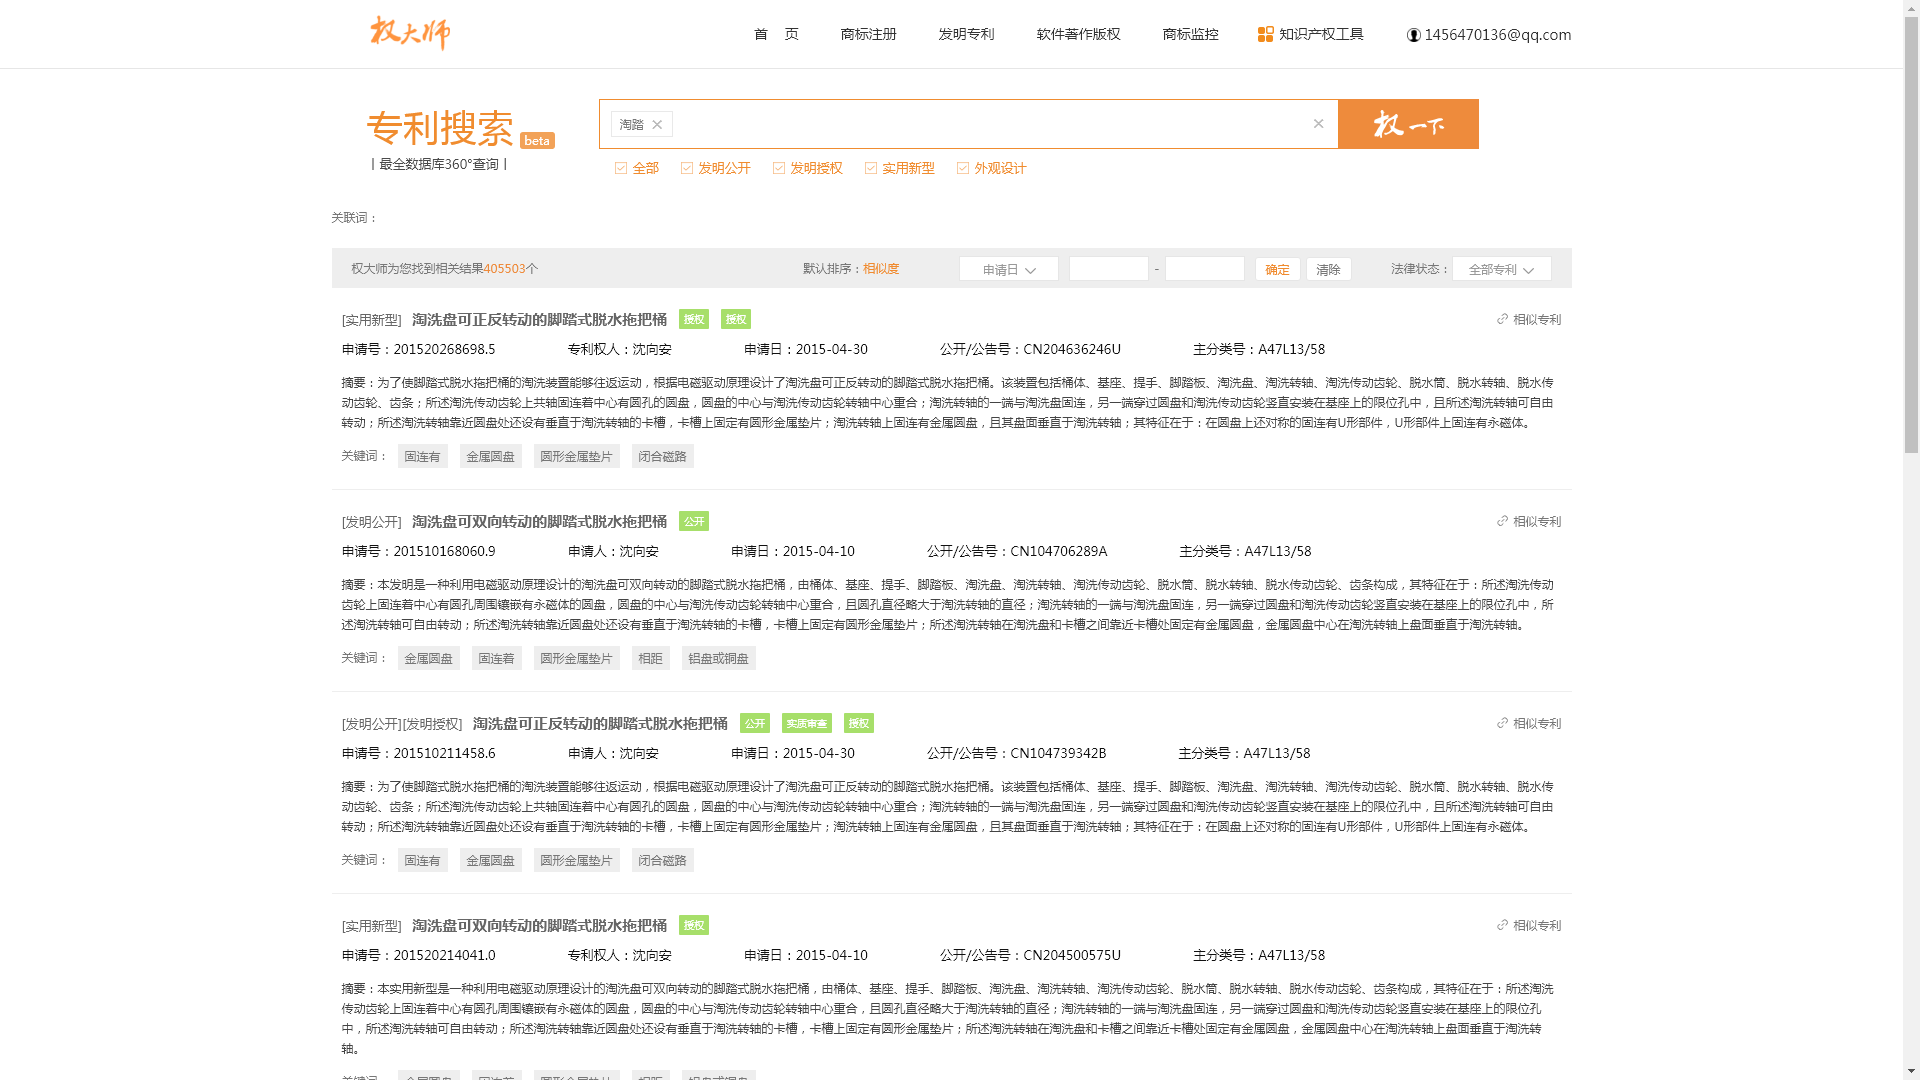 权大师 首 页 商标注册 发明专利 软件著作版权 商标监控 知识产权工具 1456470136@qq.com
专利搜索 beta
淘踏 权一下
丨最全数据库360°查询丨
全部 发明公开 发明授权 实用新型 外观设计
关联词：
权大师为您找到相关结果405503个 默认排序：相似度 申请日 - 确定 清除 法律状态： 全部专利
[实用新型] 淘洗盘可正反转动的脚踏式脱水拖把桶 授权 授权 相似专利
申请号：201520268698.5 专利权人：沈向安 申请日：2015-04-30 公开/公告号：CN204636246U 主分类号：A47L13/58
摘要：为了使脚踏式脱水拖把桶的淘洗装置能够往返运动，根据电磁驱动原理设计了淘洗盘可正反转动的脚踏式脱水拖把桶。该装置包括桶体、基座、提手、脚踏板、淘洗盘、淘洗转轴、淘洗传动齿轮、脱水筒、脱水转轴、脱水传
动齿轮、齿条；所述淘洗传动齿轮上共轴固连着中心有圆孔的圆盘，圆盘的中心与淘洗传动齿轮转轴中心重合；淘洗转轴的一端与淘洗盘固连，另一端穿过圆盘和淘洗传动齿轮竖直安装在基座上的限位孔中，且所述淘洗转轴可自由
转动；所述淘洗转轴靠近圆盘处还设有垂直于淘洗转轴的卡槽，卡槽上固定有圆形金属垫片；淘洗转轴上固连有金属圆盘，且其盘面垂直于淘洗转轴；其特征在于：在圆盘上还对称的固连有U形部件，U形部件上固连有永磁体。
关键词： 固连有 金属圆盘 圆形金属垫片 闭合磁路
[发明公开] 淘洗盘可双向转动的脚踏式脱水拖把桶 公开 相似专利
申请号：201510168060.9 申请人：沈向安 申请日：2015-04-10 公开/公告号：CN104706289A 主分类号：A47L13/58
摘要：本发明是一种利用电磁驱动原理设计的淘洗盘可双向转动的脚踏式脱水拖把桶，由桶体、基座、提手、脚踏板、淘洗盘、淘洗转轴、淘洗传动齿轮、脱水筒、脱水转轴、脱水传动齿轮、齿条构成，其特征在于：所述淘洗传动
齿轮上固连着中心有圆孔周围镶嵌有永磁体的圆盘，圆盘的中心与淘洗传动齿轮转轴中心重合，且圆孔直径略大于淘洗转轴的直径；淘洗转轴的一端与淘洗盘固连，另一端穿过圆盘和淘洗传动齿轮竖直安装在基座上的限位孔中，所
述淘洗转轴可自由转动；所述淘洗转轴靠近圆盘处还设有垂直于淘洗转轴的卡槽，卡槽上固定有圆形金属垫片；所述淘洗转轴在淘洗盘和卡槽之间靠近卡槽处固定有金属圆盘，金属圆盘中心在淘洗转轴上盘面垂直于淘洗转轴。
关键词： 金属圆盘 固连着 圆形金属垫片 相距 铝盘或铜盘
[发明公开][发明授权] 淘洗盘可正反转动的脚踏式脱水拖把桶 公开 实质审查 授权 相似专利
申请号：201510211458.6 申请人：沈向安 申请日：2015-04-30 公开/公告号：CN104739342B 主分类号：A47L13/58
摘要：为了使脚踏式脱水拖把桶的淘洗装置能够往返运动，根据电磁驱动原理设计了淘洗盘可正反转动的脚踏式脱水拖把桶。该装置包括桶体、基座、提手、脚踏板、淘洗盘、淘洗转轴、淘洗传动齿轮、脱水筒、脱水转轴、脱水传
动齿轮、齿条；所述淘洗传动齿轮上共轴固连着中心有圆孔的圆盘，圆盘的中心与淘洗传动齿轮转轴中心重合；淘洗转轴的一端与淘洗盘固连，另一端穿过圆盘和淘洗传动齿轮竖直安装在基座上的限位孔中，且所述淘洗转轴可自由
转动；所述淘洗转轴靠近圆盘处还设有垂直于淘洗转轴的卡槽，卡槽上固定有圆形金属垫片；淘洗转轴上固连有金属圆盘，且其盘面垂直于淘洗转轴；其特征在于：在圆盘上还对称的固连有U形部件，U形部件上固连有永磁体。
关键词： 固连有 金属圆盘 圆形金属垫片 闭合磁路
[实用新型] 淘洗盘可双向转动的脚踏式脱水拖把桶 授权 相似专利
申请号：201520214041.0 专利权人：沈向安 申请日：2015-04-10 公开/公告号：CN204500575U 主分类号：A47L13/58
摘要：本实用新型是一种利用电磁驱动原理设计的淘洗盘可双向转动的脚踏式脱水拖把桶，由桶体、基座、提手、脚踏板、淘洗盘、淘洗转轴、淘洗传动齿轮、脱水筒、脱水转轴、脱水传动齿轮、齿条构成，其特征在于：所述淘洗
传动齿轮上固连着中心有圆孔周围镶嵌有永磁体的圆盘，圆盘的中心与淘洗传动齿轮转轴中心重合，且圆孔直径略大于淘洗转轴的直径；淘洗转轴的一端与淘洗盘固连，另一端穿过圆盘和淘洗传动齿轮竖直安装在基座上的限位孔
中，所述淘洗转轴可自由转动；所述淘洗转轴靠近圆盘处还设有垂直于淘洗转轴的卡槽，卡槽上固定有圆形金属垫片；所述淘洗转轴在淘洗盘和卡槽之间靠近卡槽处固定有金属圆盘，金属圆盘中心在淘洗转轴上盘面垂直于淘洗转
轴。